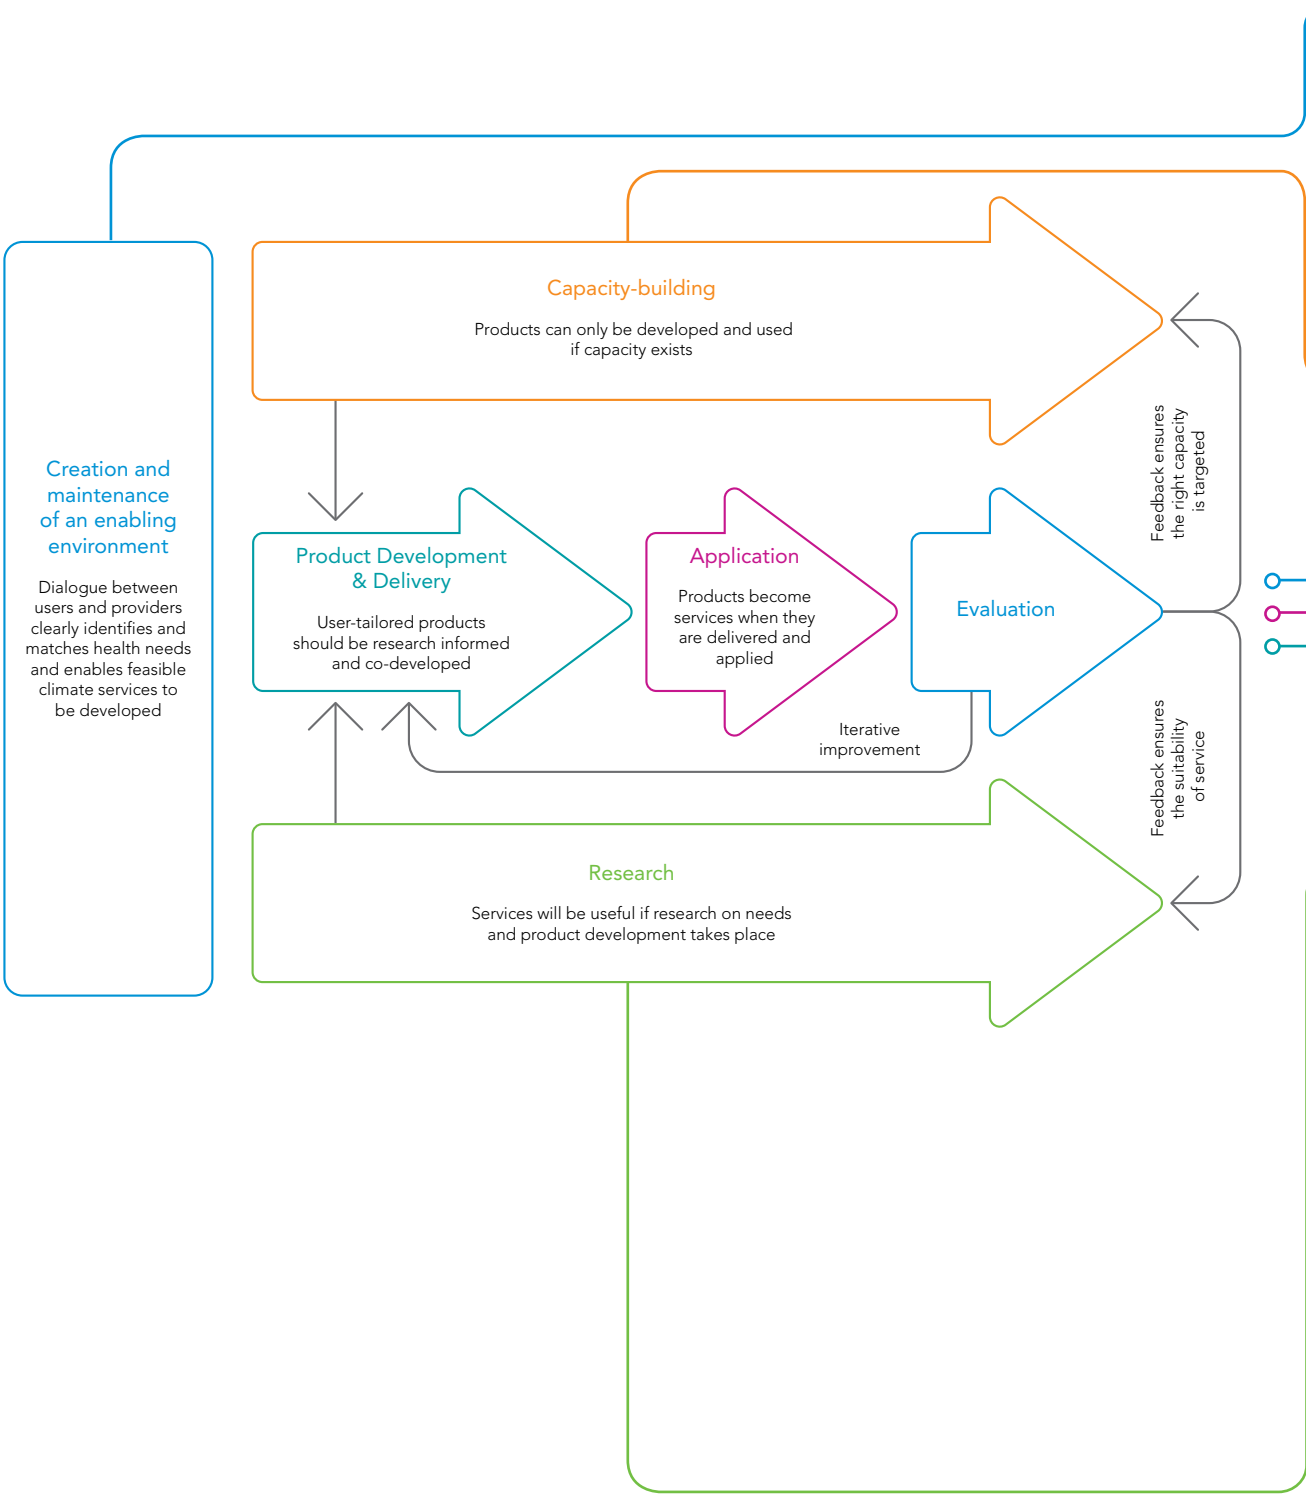 Creation and
maintenance
of an enabling
environment
Dialogue between
users and providers
clearly identifies and
matches health needs
and enables feasible
climate services to
be developed
Capacity-building
Products can only be developed and used
if capacity exists
Product Development
& Delivery
User-tailored products
should be research informed
and co-developed
Application
Products become
services when they
are delivered and
applied
Evaluation
Iterative
improvement
Feedback ensures
the right capacity
is targeted
Feedback ensures
the suitability
of service
Research
Services will be useful if research on needs
and product development takes place